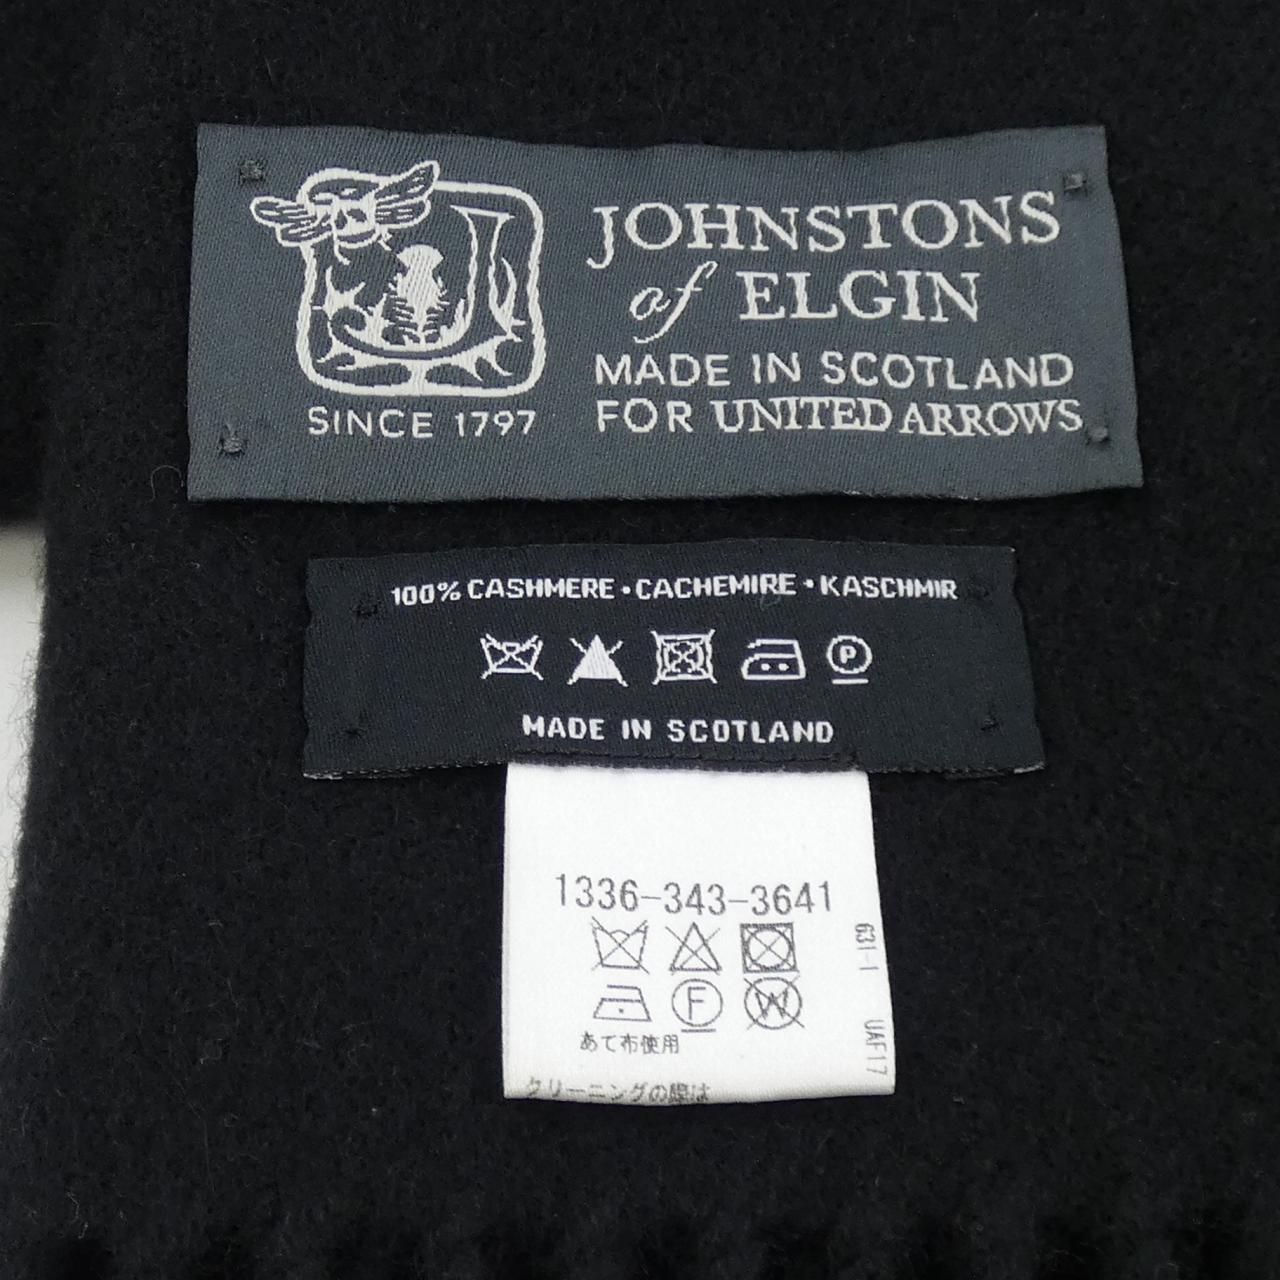 JOHNSTONS
of ELGIN
MADE IN SCOTLAND
FOR UNITED ARROWS
SINCE 1797
100% CASHMERE • CACHEMIRE • KASCHMIR
P
MADE IN SCOTLAND
1336-343-3641
F W
あて布使用
クリーニングの際は
631-1
UAF17